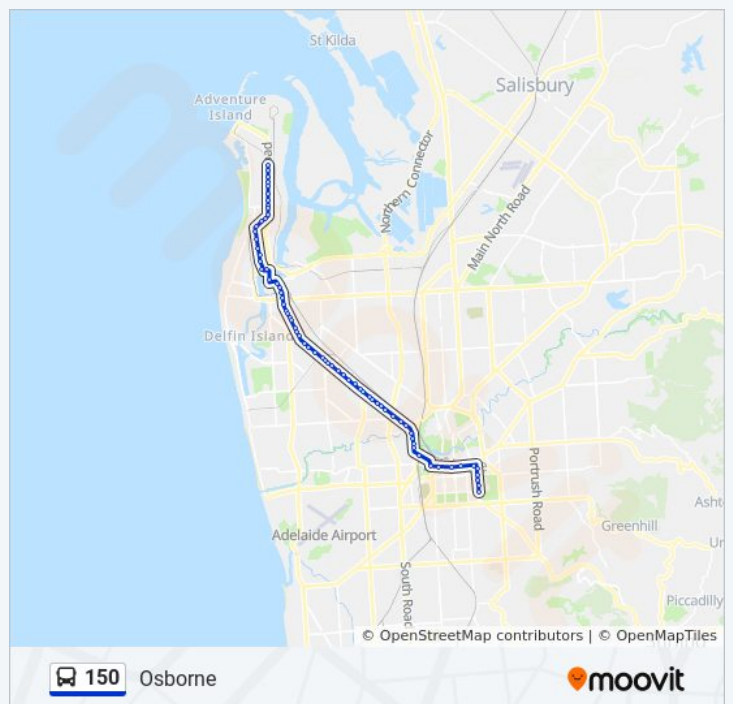 St Kilda
Salisbury
Adventure
Island
Northern Connector
Main North Road
Delfin Island
Portrush Road
Adelaide Airport
Greenhill
South Road
Piccadilly
© OpenStreetMap contributors | © OpenMapTiles
150 Osborne
moovit